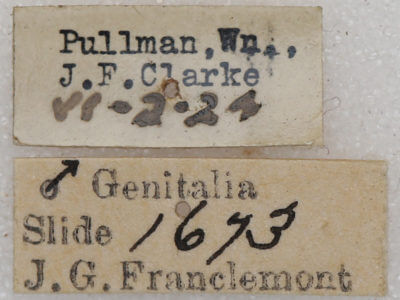 Pullman, Wn.,
J.F.Clarke
VI-2-24
♂ Genitalia
Slide 1673
J. G. Franclemont